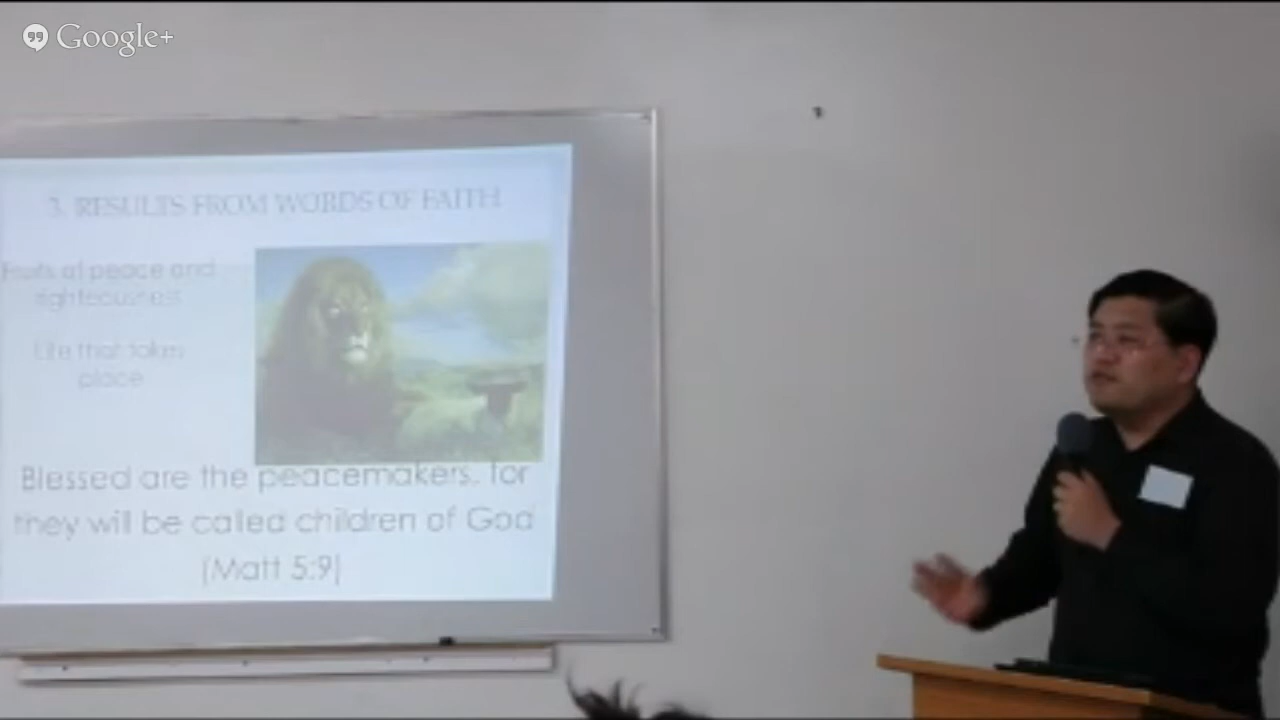 Google+
3. RESULTS FROM WORDS OF FAITH
Fruits of peace and
righteousness
Life that takes
place
Blessed are the peacemakers, for
they will be called children of God
(Matt 5:9)